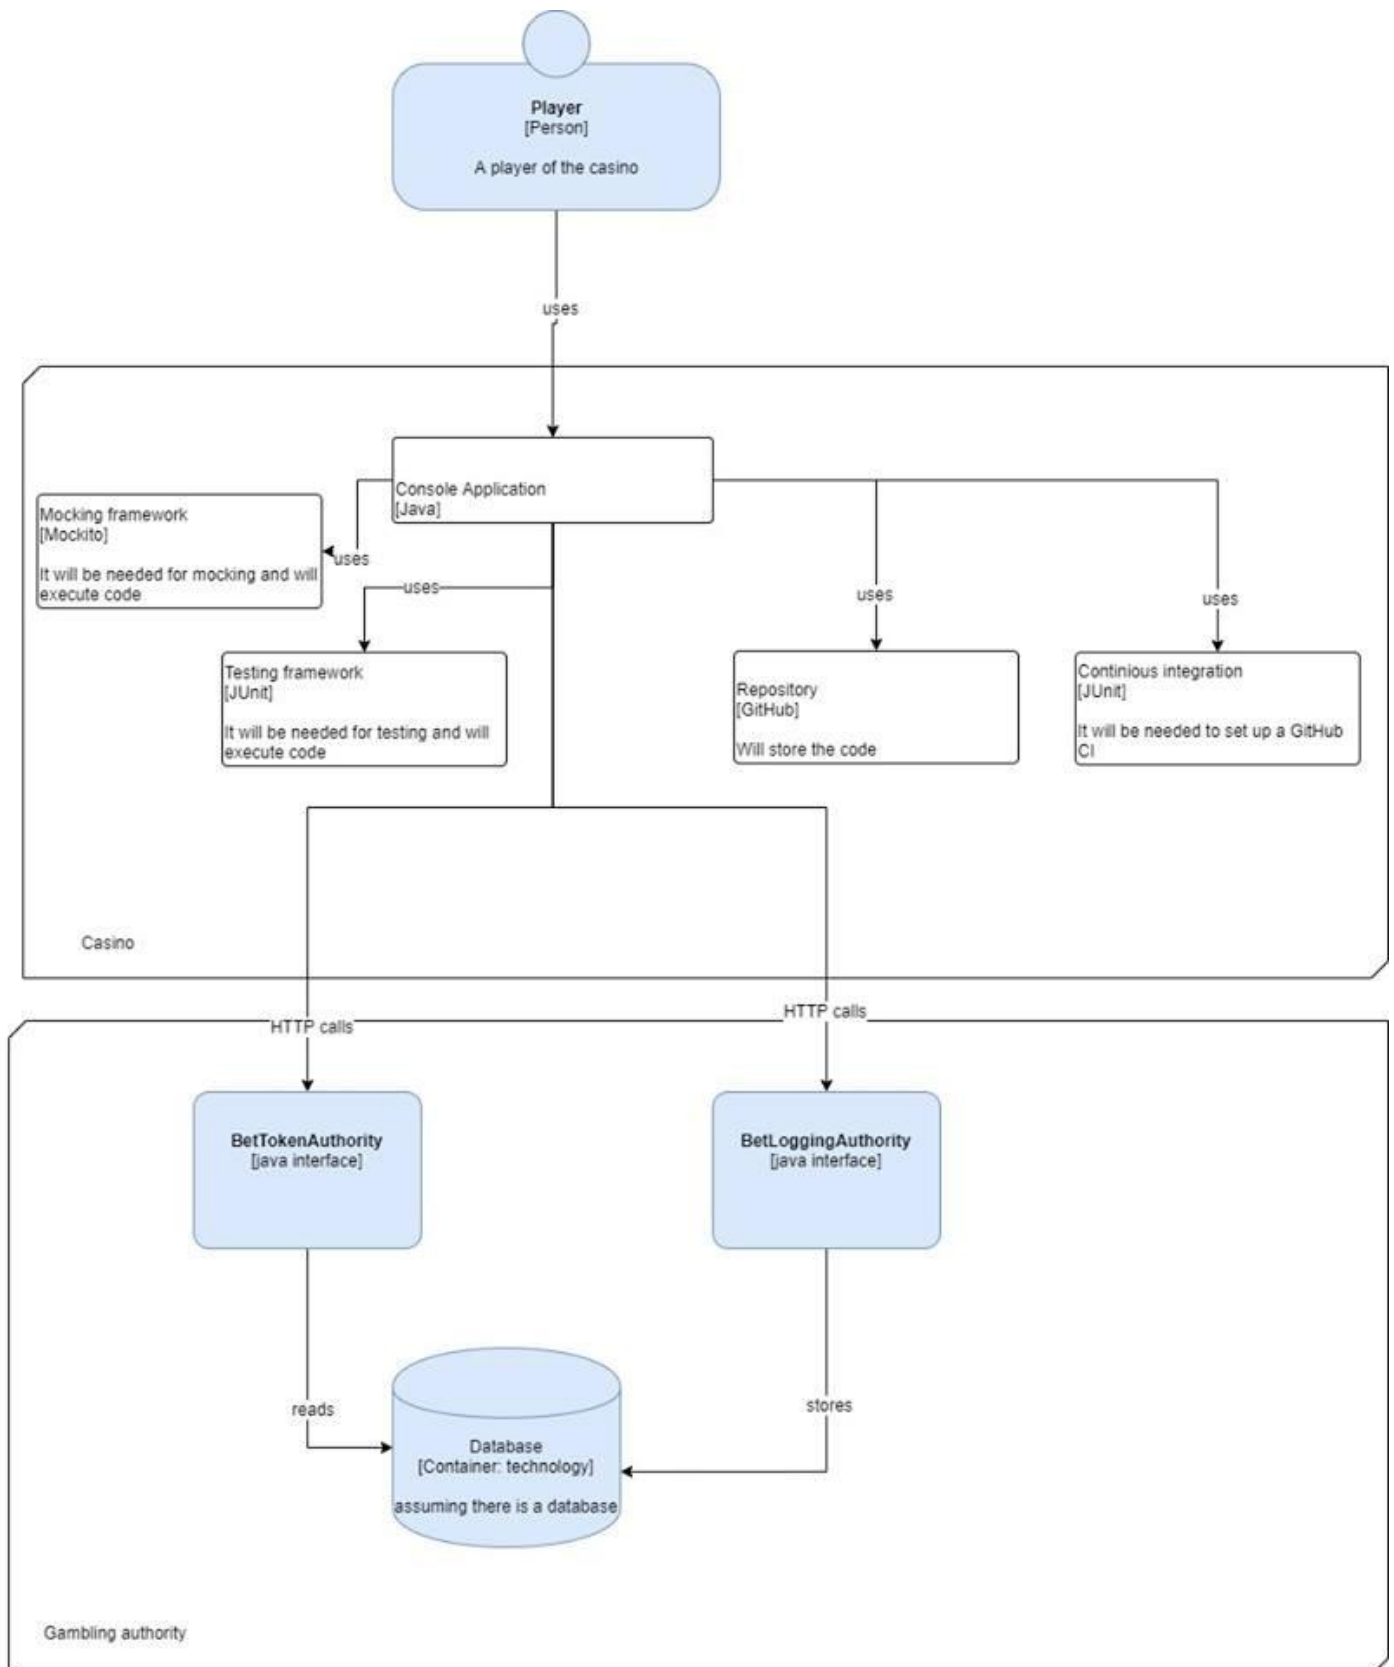 Player
[Person]
A player of the casino
uses
Console Application
[Java]
Mocking framework
[Mockito]
It will be needed for mocking and will
execute code
uses
uses
uses
uses
Testing framework
[JUnit]
It will be needed for testing and will
execute code
Repository
[GitHub]
Will store the code
Continious integration
[JUnit]
It will be needed to set up a GitHub
CI
Casino
HTTP calls
HTTP calls
BetTokenAuthority
[java interface]
BetLoggingAuthority
[java interface]
reads
stores
Database
[Container: technology]
assuming there is a database
Gambling authority